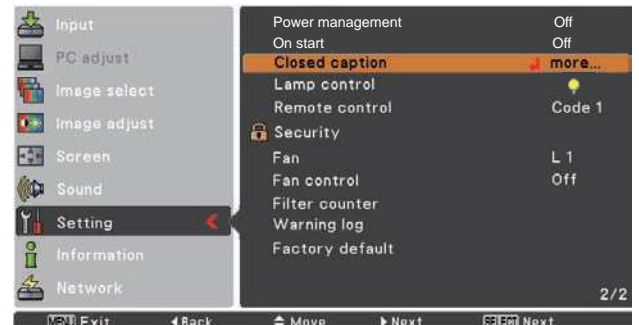 Input
PC adjust
Image select
Image adjust
Screen
Sound
Setting
Information
Network
Power management Off
On start Off
Closed caption more...
Lamp control
Remote control Code 1
Security
Fan L 1
Fan control Off
Filter counter
Warning log
Factory default
2/2
MENU Exit Back Move Next SELECT Next